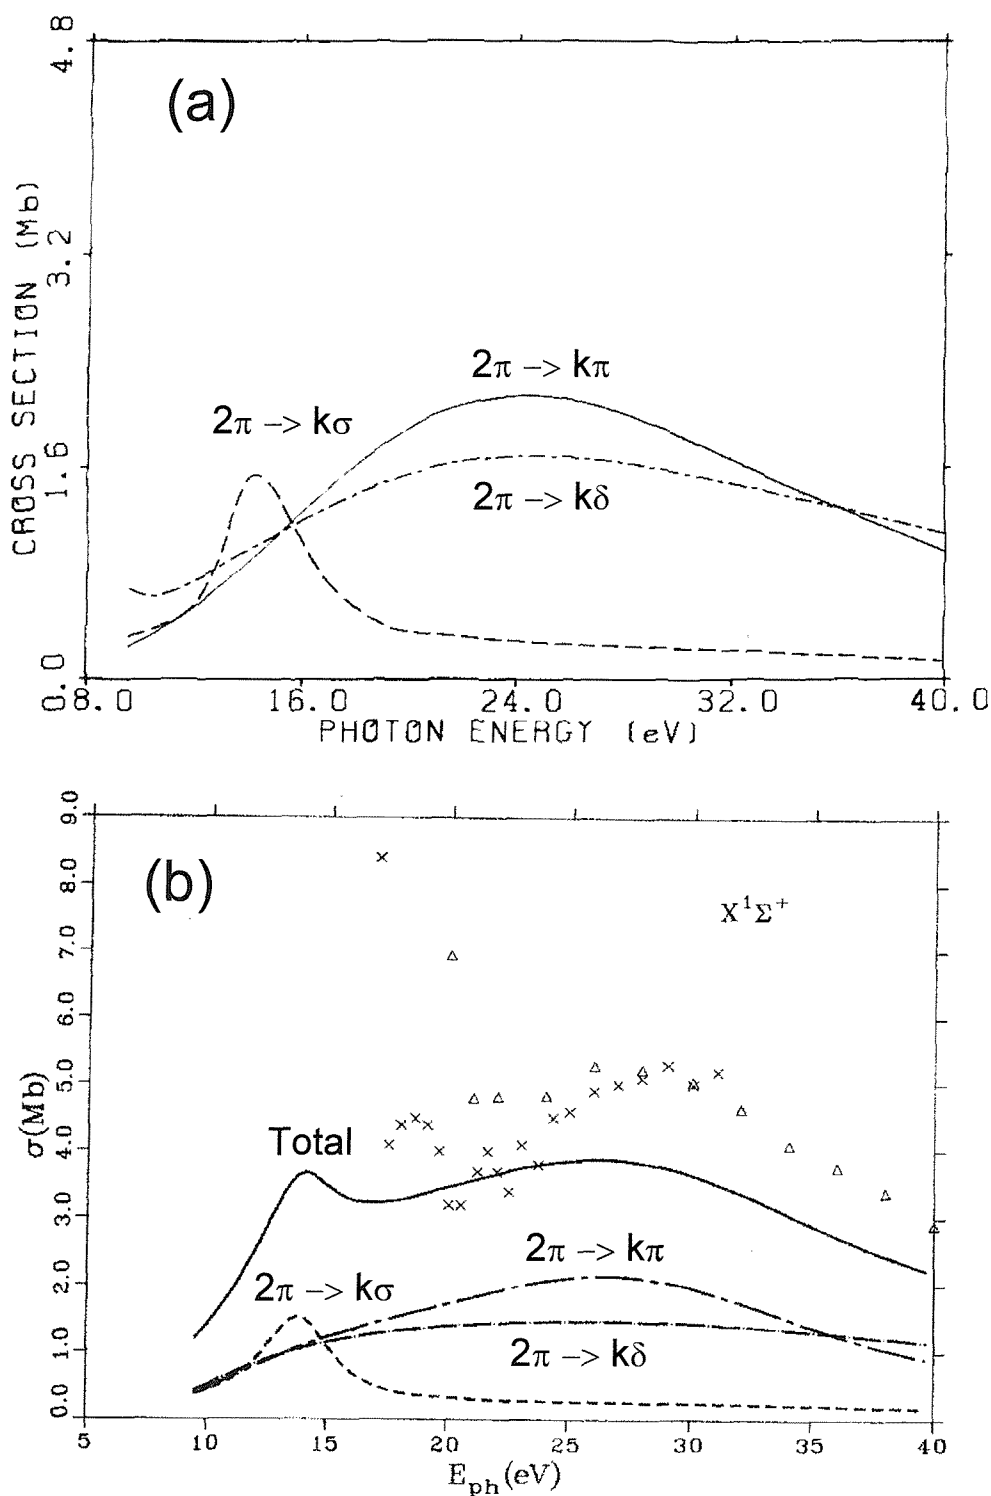 4.8
(a)
CROSS SECTION (Mb)
3.2
2π –> kπ
2π –> kσ
1.6
2π –> kδ
0.0
8.0 16.0 24.0 32.0 40.0
PHOTON ENERGY (eV)
9.0
(b)
8.0
X¹Σ⁺
7.0
6.0
σ(Mb)
5.0
4.0
Total
3.0
2π –> kπ
2.0
2π –> kσ
1.0
2π –> kδ
0.0
5 10 15 20 25 30 35 40
E_ph(eV)